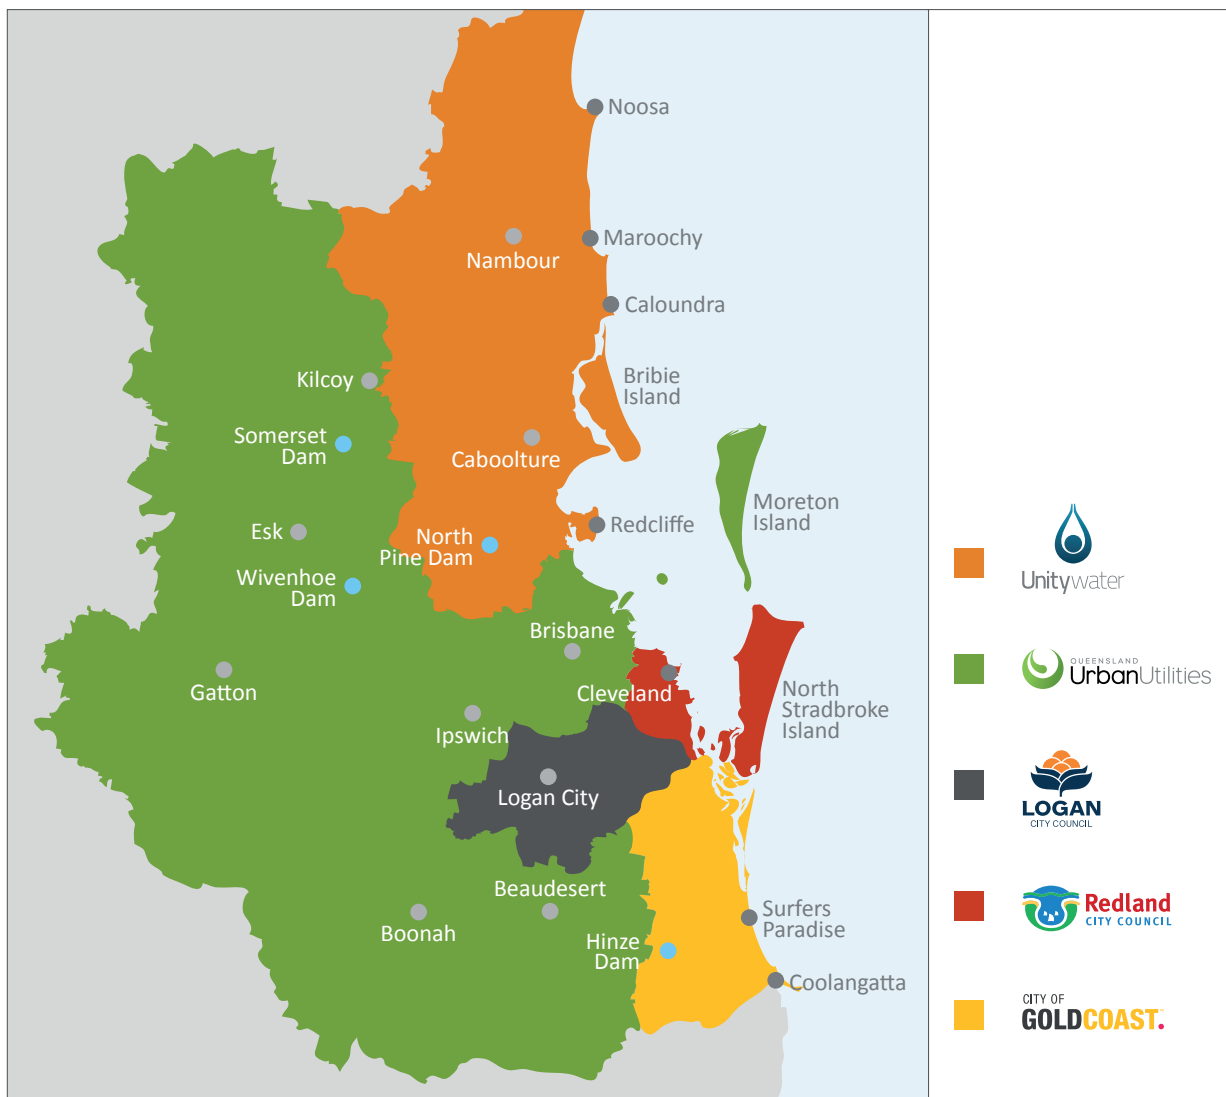 Noosa
Maroochy
Nambour
Caloundra
Kilcoy
Bribie
Island
Somerset
Dam
Caboolture
Moreton
Island
Esk
North
Pine Dam
Redcliffe
Wivenhoe
Dam
Brisbane
Gatton
Cleveland
North
Stradbroke
Island
Ipswich
Logan City
Beaudesert
Boonah
Surfers
Paradise
Hinze
Dam
Coolangatta
Unitywater
QUEENSLAND
UrbanUtilities
LOGAN
CITY COUNCIL
Redland
CITY COUNCIL
CITY OF
GOLDCOAST.